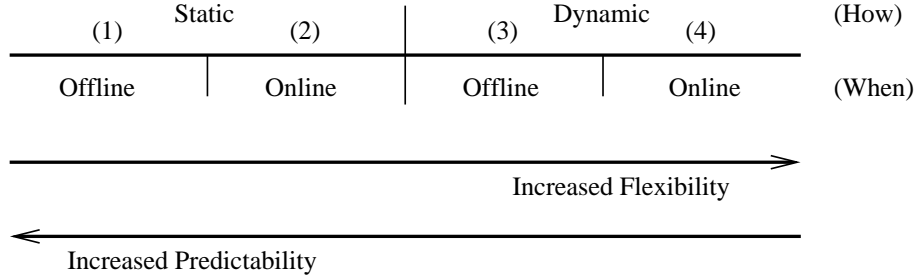 Static Dynamic (How)
(1) (2) (3) (4)
Offline Online Offline Online (When)
Increased Flexibility
Increased Predictability